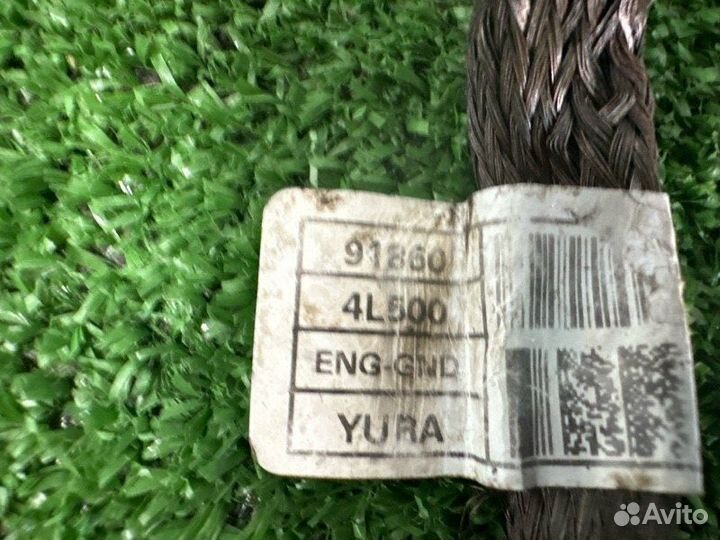 91860
4L500
ENG-GND
YURA
Avito